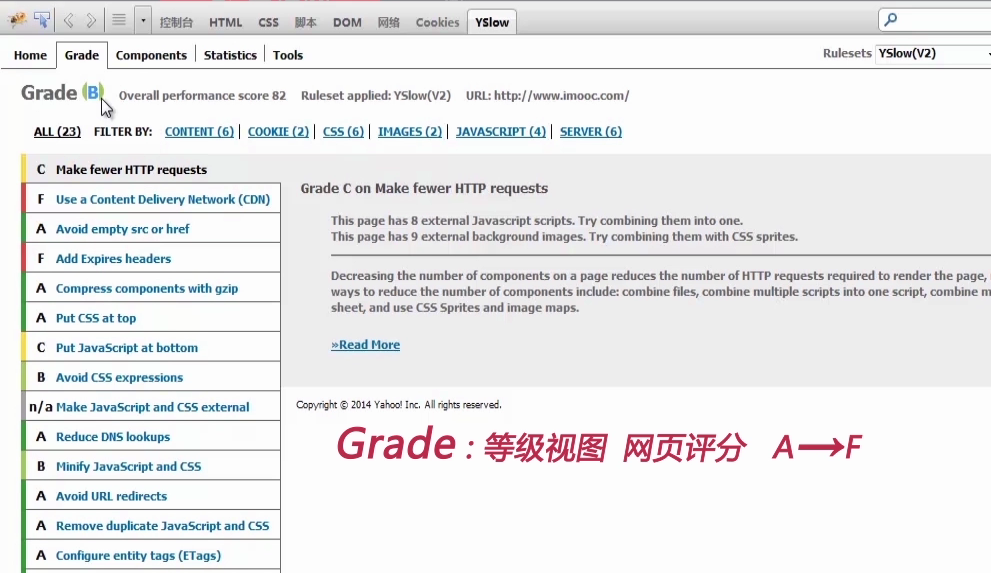 控制台 HTML CSS 脚本 DOM 网络 Cookies YSlow
Home Grade Components Statistics Tools Rulesets YSlow(V2)
Grade B Overall performance score 82 Ruleset applied: YSlow(V2) URL: http://www.imooc.com/
ALL (23) FILTER BY: CONTENT (6) COOKIE (2) CSS (6) IMAGES (2) JAVASCRIPT (4) SERVER (6)
C Make fewer HTTP requests
F Use a Content Delivery Network (CDN)
A Avoid empty src or href
F Add Expires headers
A Compress components with gzip
A Put CSS at top
C Put JavaScript at bottom
B Avoid CSS expressions
n/a Make JavaScript and CSS external
A Reduce DNS lookups
B Minify JavaScript and CSS
A Avoid URL redirects
A Remove duplicate JavaScript and CSS
A Configure entity tags (ETags)
Grade C on Make fewer HTTP requests
This page has 8 external Javascript scripts. Try combining them into one.
This page has 9 external background images. Try combining them with CSS sprites.
Decreasing the number of components on a page reduces the number of HTTP requests required to render the page,
ways to reduce the number of components include: combine files, combine multiple scripts into one script, combine m
sheet, and use CSS Sprites and image maps.
»Read More
Copyright © 2014 Yahoo! Inc. All rights reserved.
Grade : 等级视图 网页评分 A→F